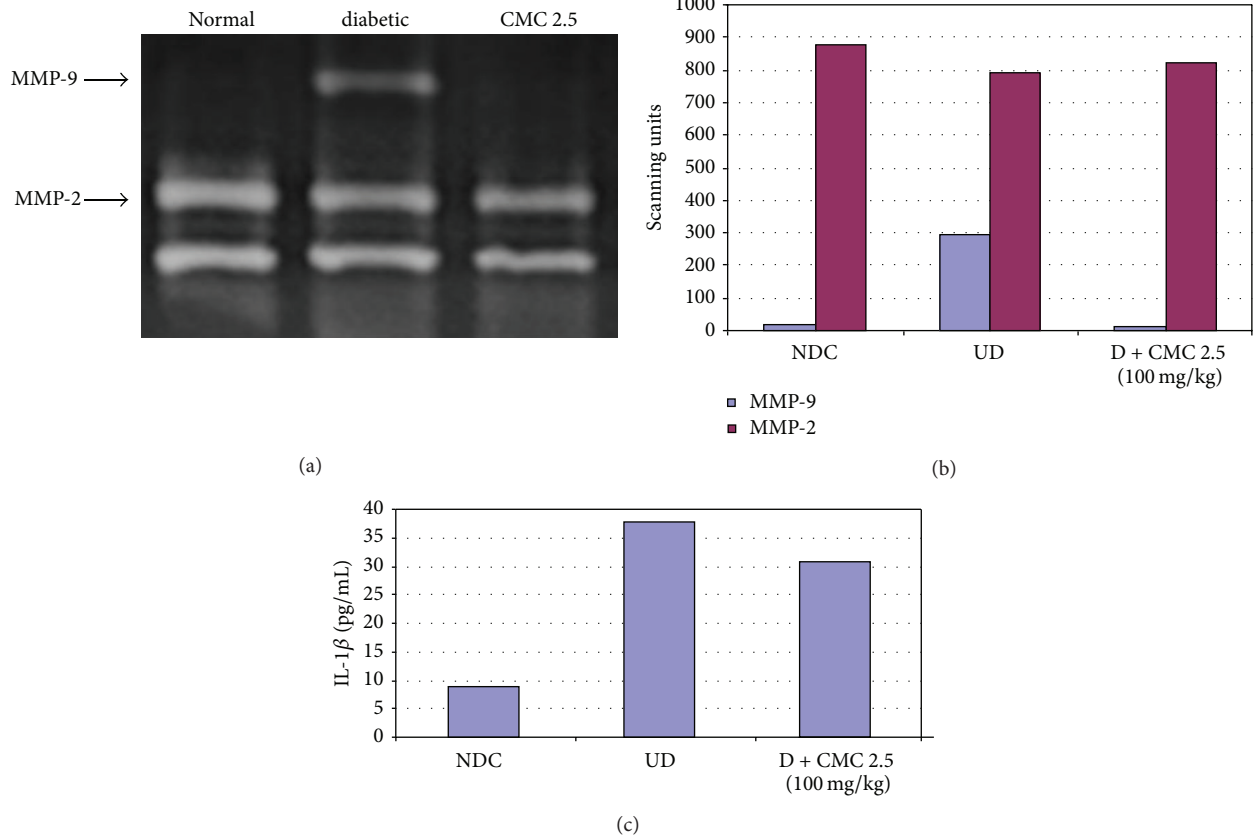 Normal diabetic CMC 2.5
MMP-9
MMP-2
(a)
1000
900
800
700
600
500
400
300
200
100
0
Scanning units
NDC UD D + CMC 2.5
(100 mg/kg)
MMP-9
MMP-2
(b)
40
35
30
25
20
15
10
5
0
IL-1β (pg/mL)
NDC UD D + CMC 2.5
(100 mg/kg)
(c)